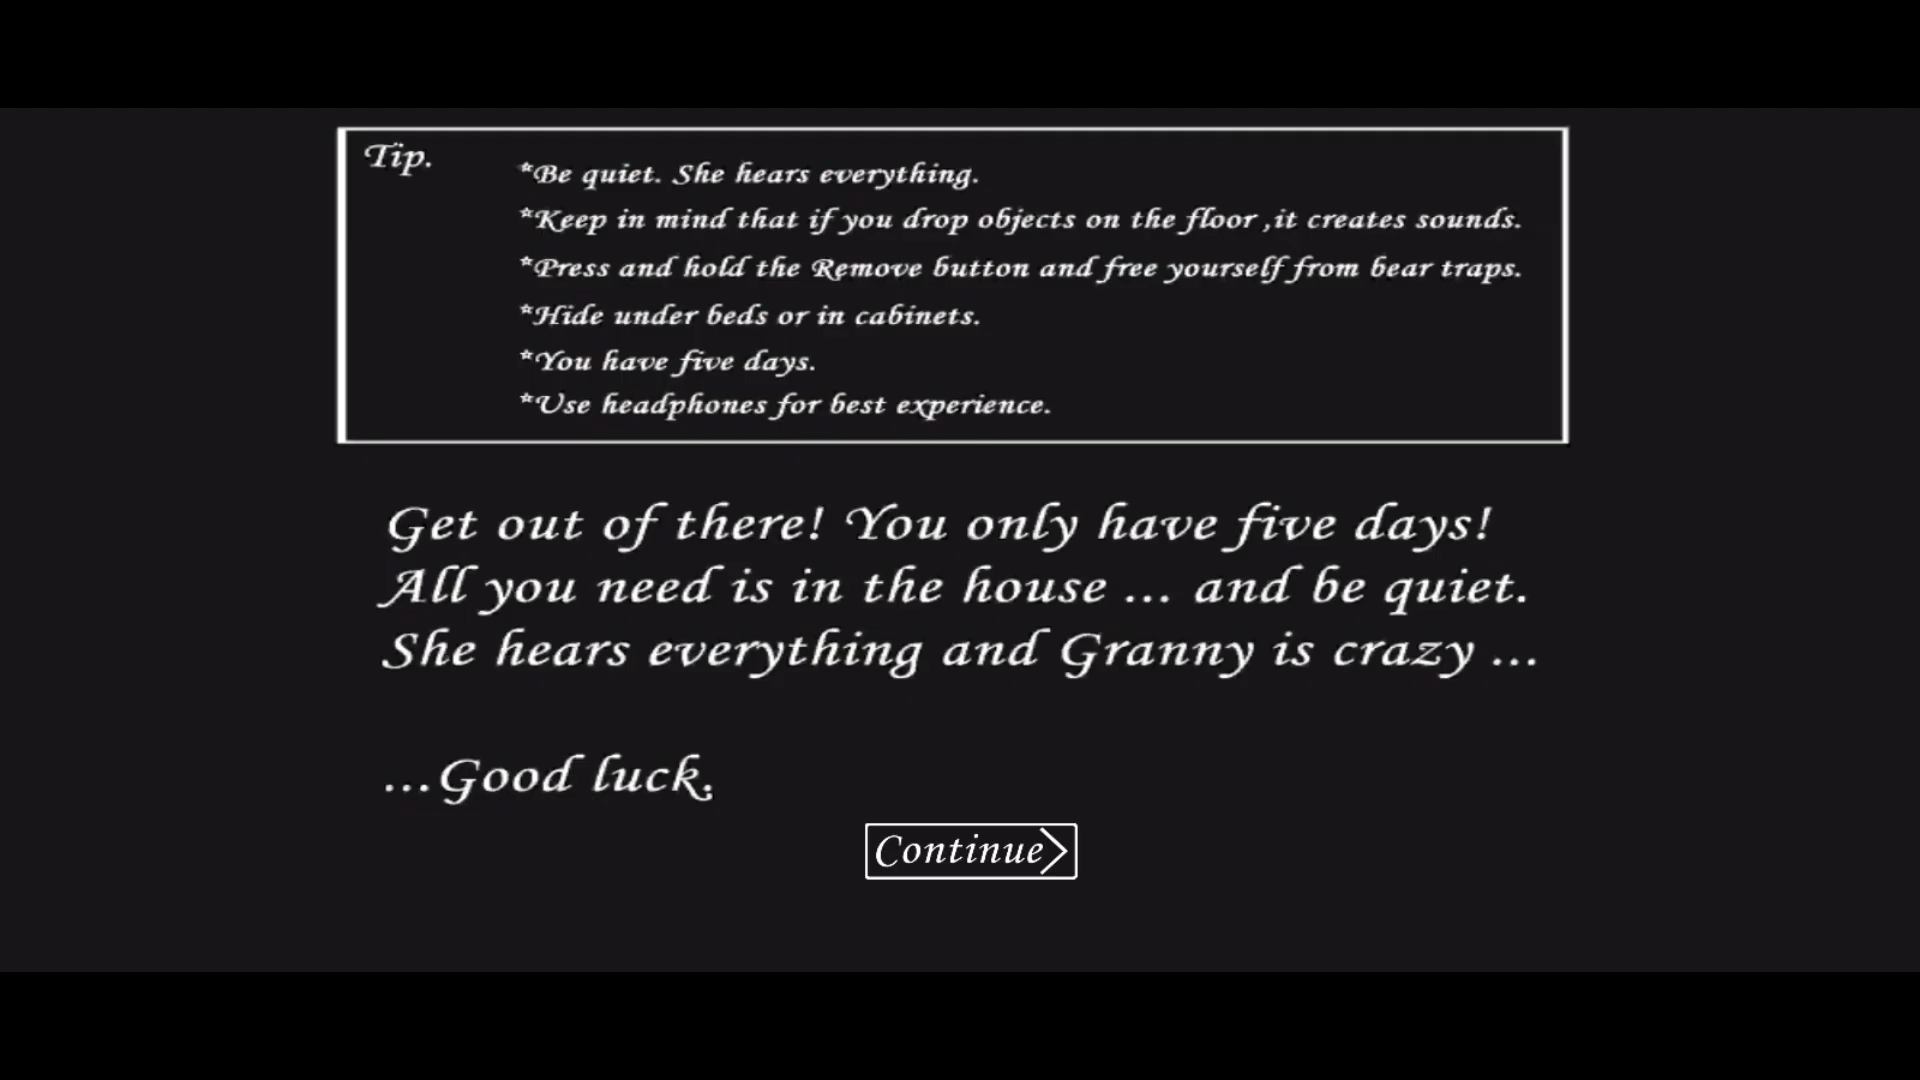 Tip.
*Be quiet. She hears everything.
*Keep in mind that if you drop objects on the floor ,it creates sounds.
*Press and hold the Remove button and free yourself from bear traps.
*Hide under beds or in cabinets.
*You have five days.
*Use headphones for best experience.
Get out of there! You only have five days!
All you need is in the house ... and be quiet.
She hears everything and Granny is crazy ...
...Good luck.
Continue>